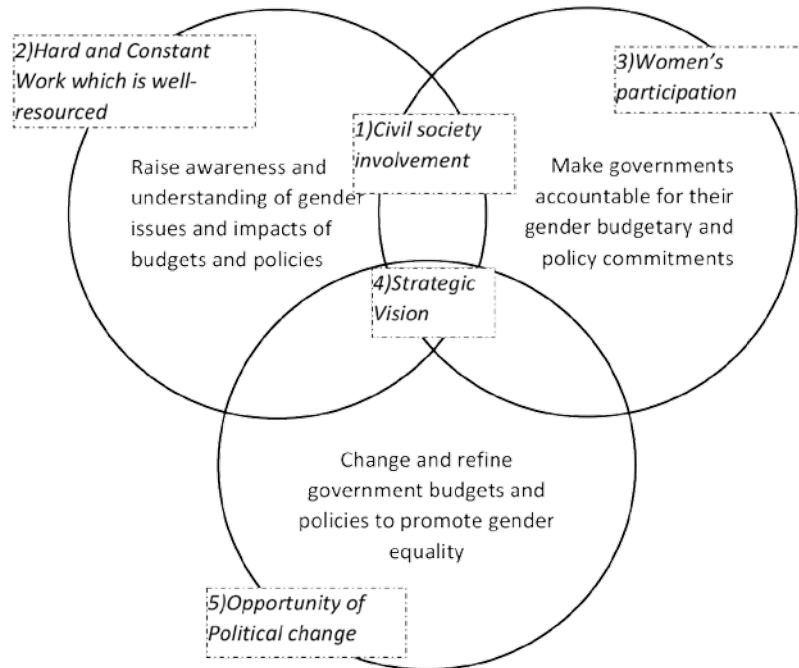 2)Hard and Constant
Work which is well-
resourced
3)Women's
participation
1)Civil society
involvement
Raise awareness and
understanding of gender
issues and impacts of
budgets and policies
Make governments
accountable for their
gender budgetary and
policy commitments
4)Strategic
Vision
Change and refine
government budgets and
policies to promote gender
equality
5)Opportunity of
Political change